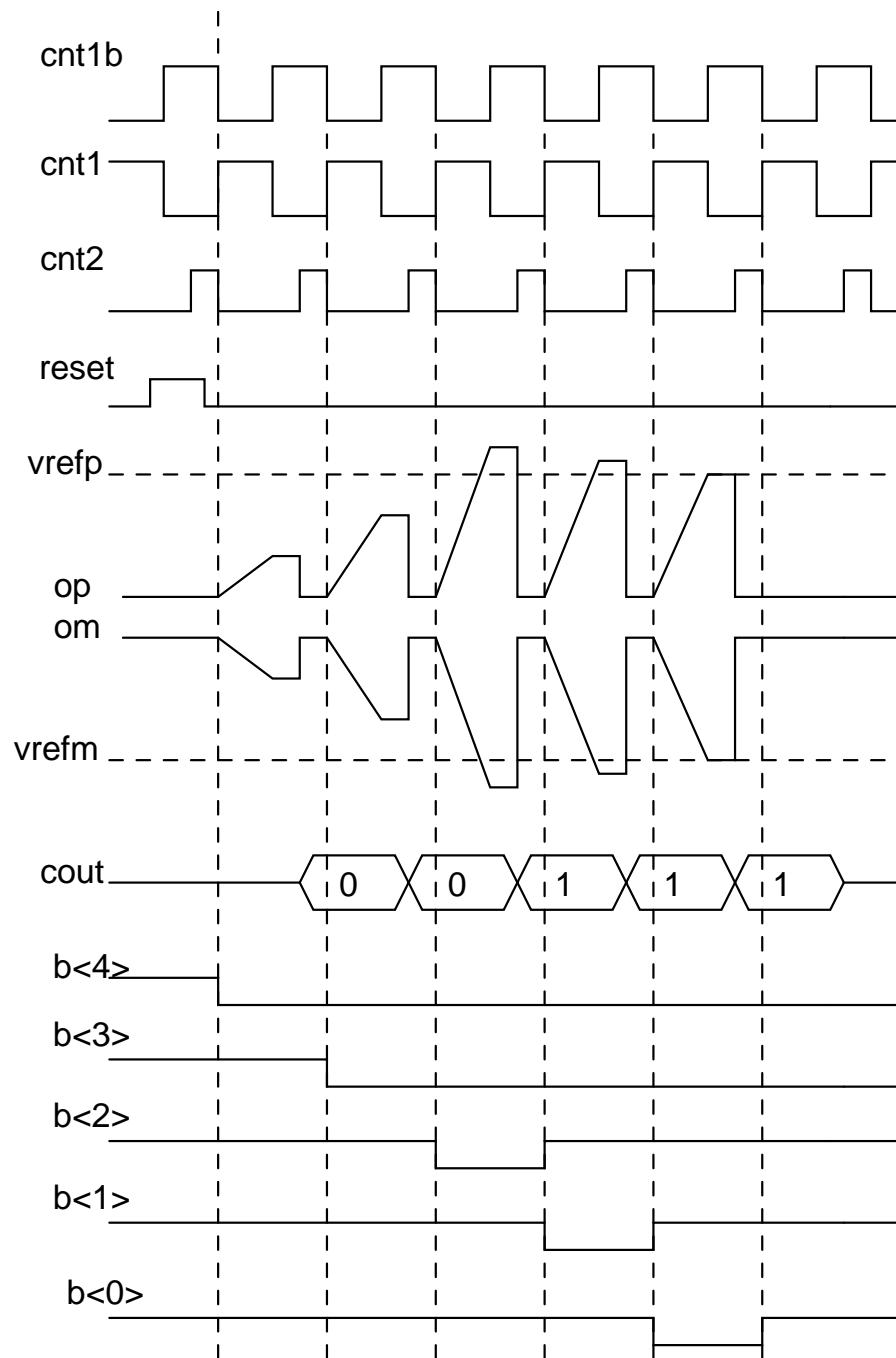 cnt1b
cnt1
cnt2
reset
vrefp
op
om
vrefm
cout 0 0 1 1 1
b<4>
b<3>
b<2>
b<1>
b<0>